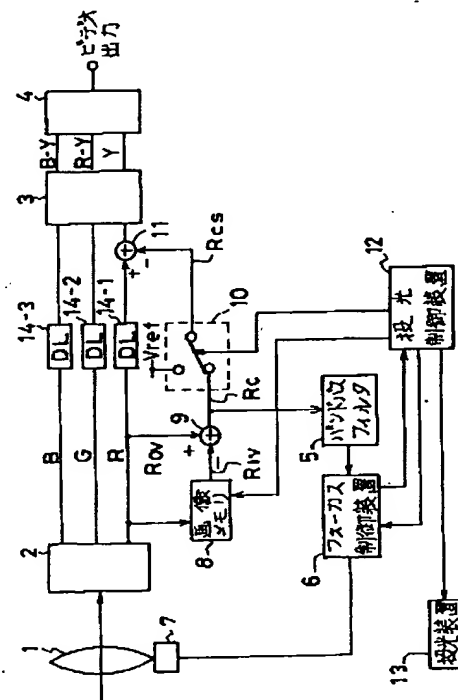 1
2
B
G
R
14-3
14-2
14-1
DL
DL
DL
3
B-Y
R-Y
Y
4
ビデオ
出力
+
-
11
Rcs
10
Vref
Rov
+
-
9
Rc
Riv
画像
メモリ
8
バンドパス
フィルタ
5
フォーカス
制御装置
6
7
投光
制御装置
12
投光装置
13